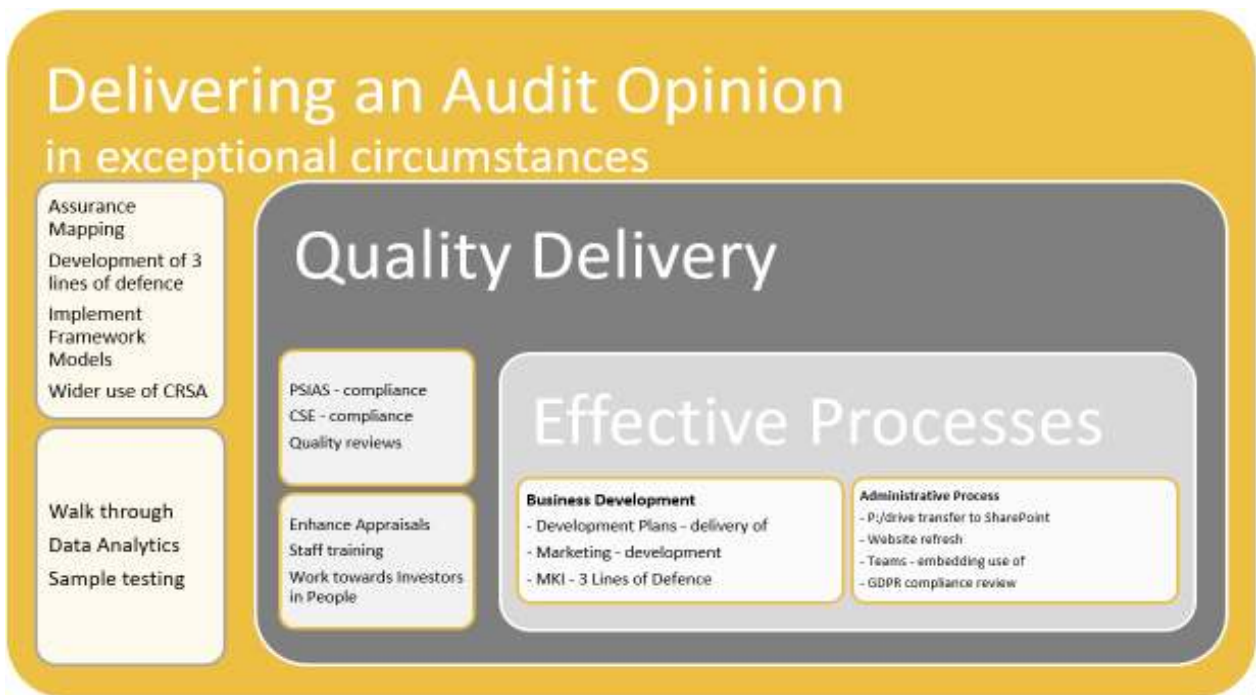 Delivering an Audit Opinion
in exceptional circumstances
Assurance
Mapping
Development of 3
lines of defence
Implement
Framework
Models
Wider use of CRSA
Walk through
Data Analytics
Sample testing
Quality Delivery
PSIAS - compliance
CSE - compliance
Quality reviews
Enhance Appraisals
Staff training
Work towards Investors
in People
Effective Processes
Business Development
- Development Plans - delivery of
- Marketing - development
- MKI - 3 Lines of Defence
Administrative Process
- P:/drive transfer to SharePoint
- Website refresh
- Teams - embedding use of
- GDPR compliance review